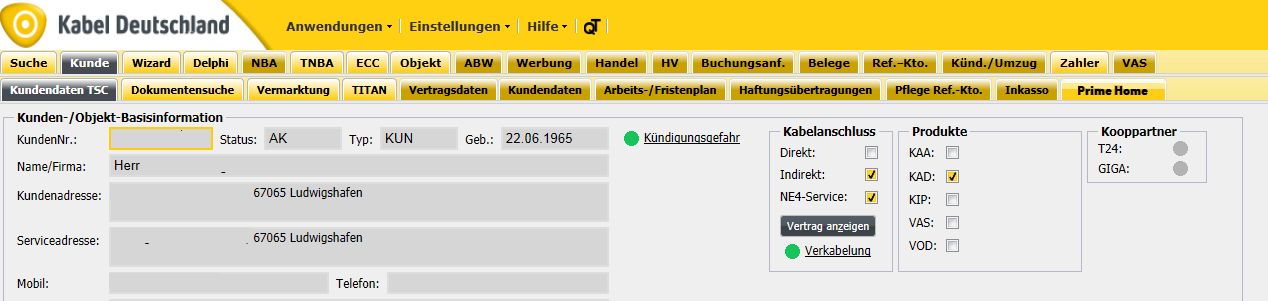 Kabel Deutschland Anwendungen Einstellungen Hilfe QT
Suche Kunde Wizard Delphi NBA TNBA ECC Objekt ABW Werbung Handel HV Buchungsanf. Belege Ref.-Kto. Künd./Umzug Zahler VAS
Kundendaten TSC Dokumentensuche Vermarktung TITAN Vertragsdaten Kundendaten Arbeits-/Fristenplan Haftungsübertragungen Pflege Ref.-Kto. Inkasso Prime Home
Kunden-/Objekt-Basisinformation
KundenNr.: Status: AK Typ: KUN Geb.: 22.06.1965 Kündigungsgefahr
Name/Firma: Herr
Kundenadresse: 67065 Ludwigshafen
Serviceadresse: 67065 Ludwigshafen
Mobil: Telefon:
Kabelanschluss
Direkt:
Indirekt:
NE4-Service:
Vertrag anzeigen
Verkabelung
Produkte
KAA:
KAD:
KIP:
VAS:
VOD:
Kooppartner
T24:
GIGA: